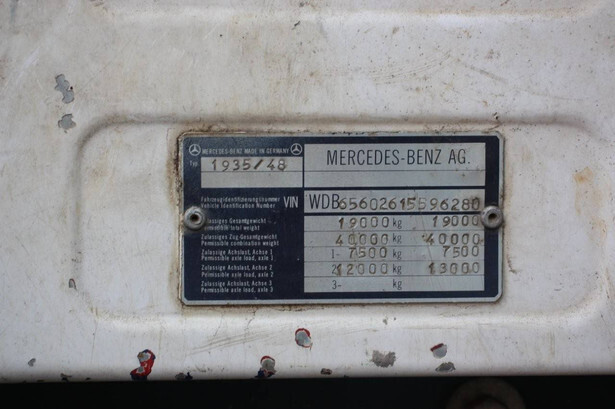 MERCEDES-BENZ MADE IN GERMANY
Typ 1935/48 MERCEDES-BENZ AG.
Fahrzeugidentifizierungsnummer
Vehicle Identification Number VIN WDB65602615596280
Zulässiges Gesamtgewicht
Permissible total weight 19000 kg 19000
Zulässiges Zug-Gesamtgewicht
Permissible combination weight 40000 kg 40000
Zulässige Achslast, Achse 1
Permissible axle load, axle 1 1- 7500 kg 7500
Zulässige Achslast, Achse 2
Permissible axle load, axle 2 2- 12000 kg 13000
Zulässige Achslast, Achse 3
Permissible axle load, axle 3 3- kg